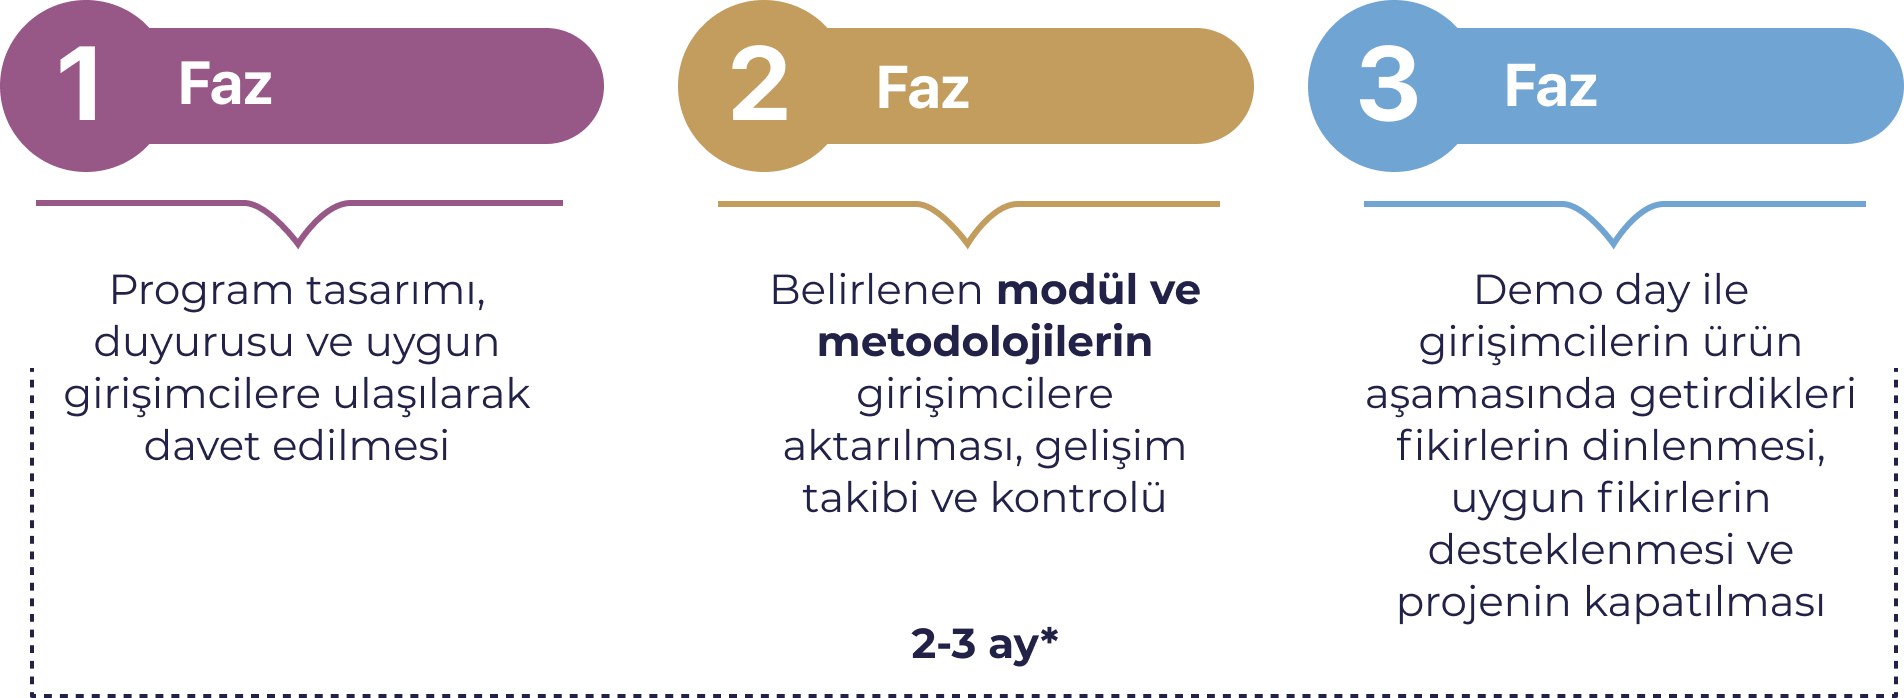 1 Faz
Program tasarımı,
duyurusu ve uygun
girişimcilere ulaşılarak
davet edilmesi
2 Faz
Belirlenen modül ve
metodolojilerin
girişimcilere
aktarılması, gelişim
takibi ve kontrolü
3 Faz
Demo day ile
girişimcilerin ürün
aşamasında getirdikleri
fikirlerin dinlenmesi,
uygun fikirlerin
desteklenmesi ve
projenin kapatılması
2-3 ay*